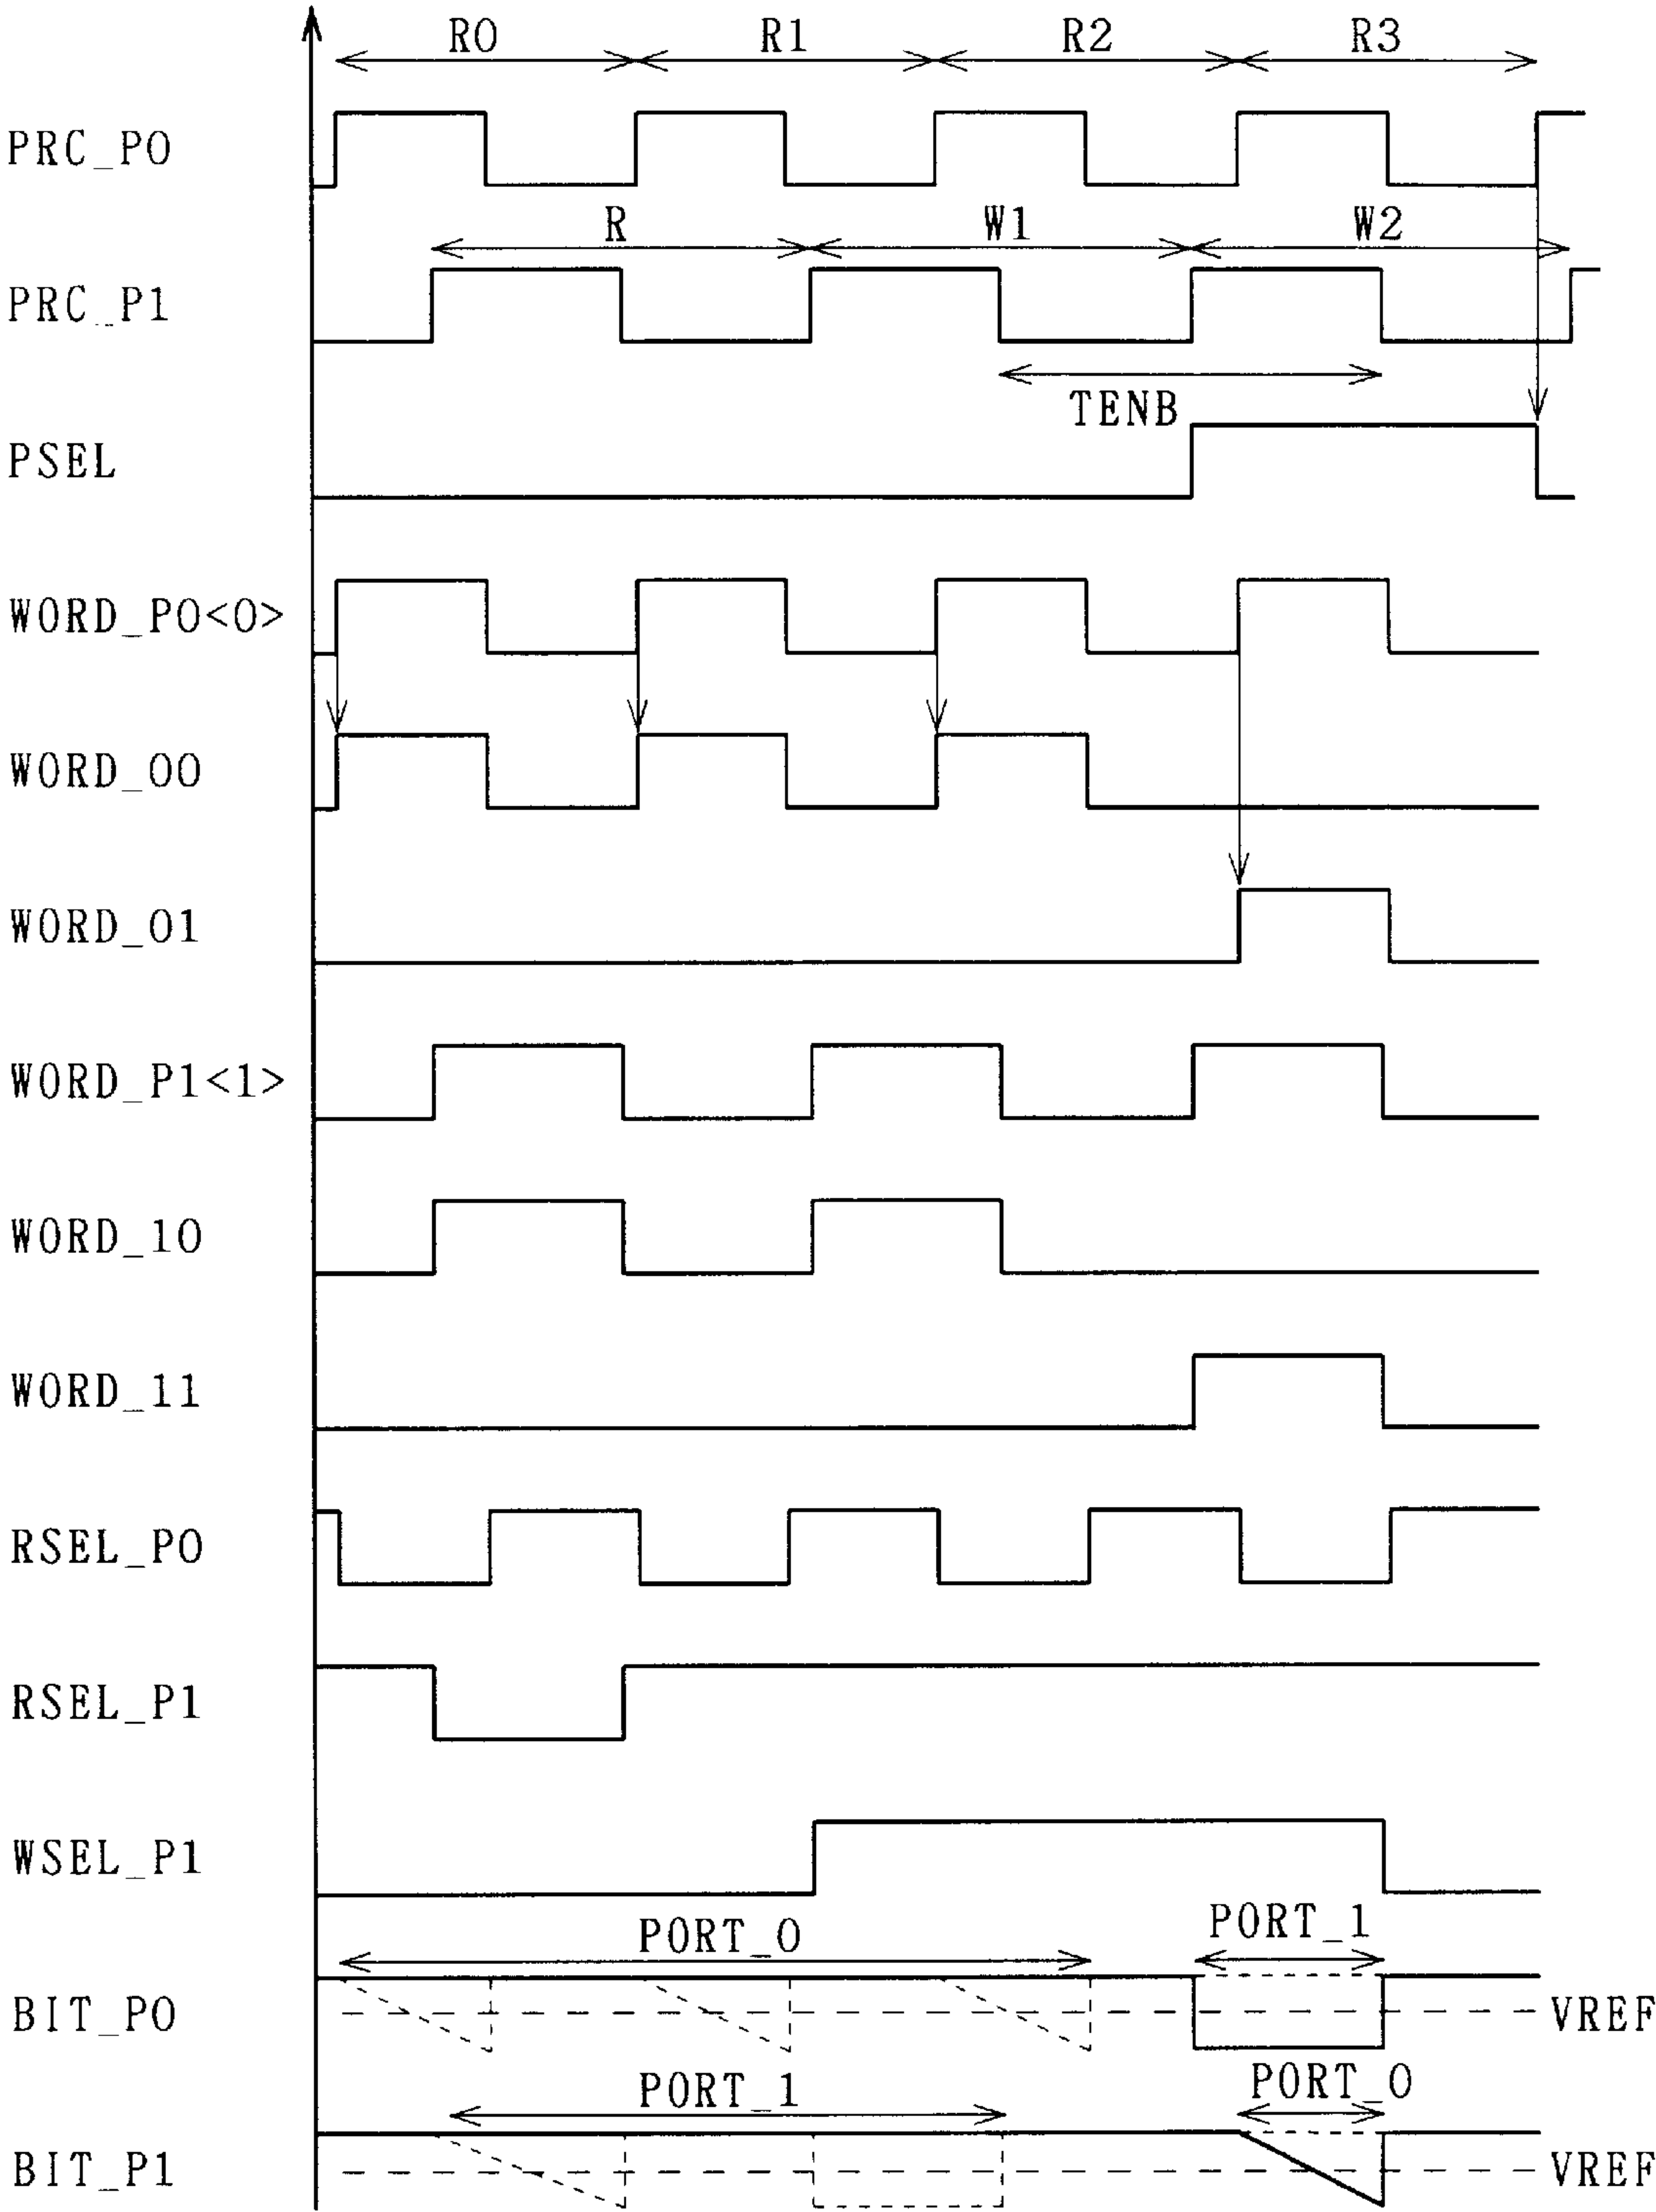 R0 R1 R2 R3
PRC_P0
R W1 W2
PRC_P1
TENB
PSEL
WORD_P0<0>
WORD_00
WORD_01
WORD_P1<1>
WORD_10
WORD_11
RSEL_P0
RSEL_P1
WSEL_P1
PORT_0 PORT_1
BIT_P0 VREF
PORT_1 PORT_0
BIT_P1 VREF